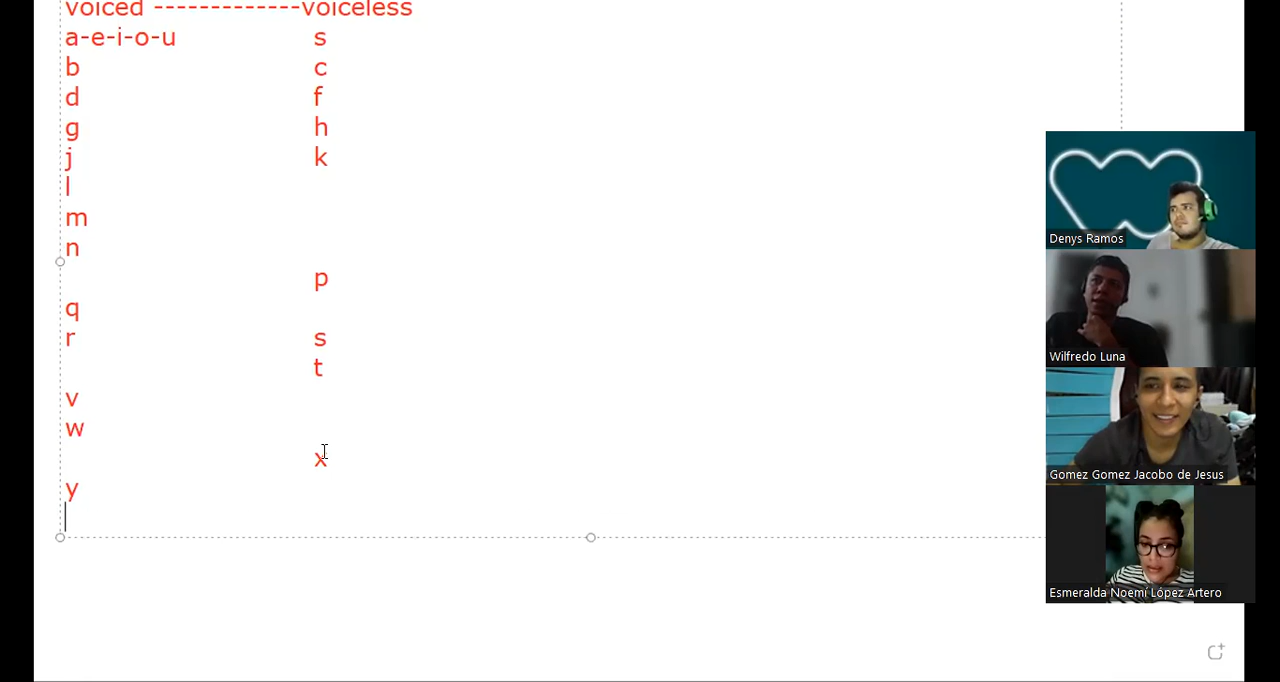 voiced -------------voiceless
a-e-i-o-u s
b c
d f
g h
j k
l
m
n
p
q
r s
t
v
w
x
y
Denys Ramos
Wilfredo Luna
Gomez Gomez Jacobo de Jesus
Esmeralda Noemí López Artero